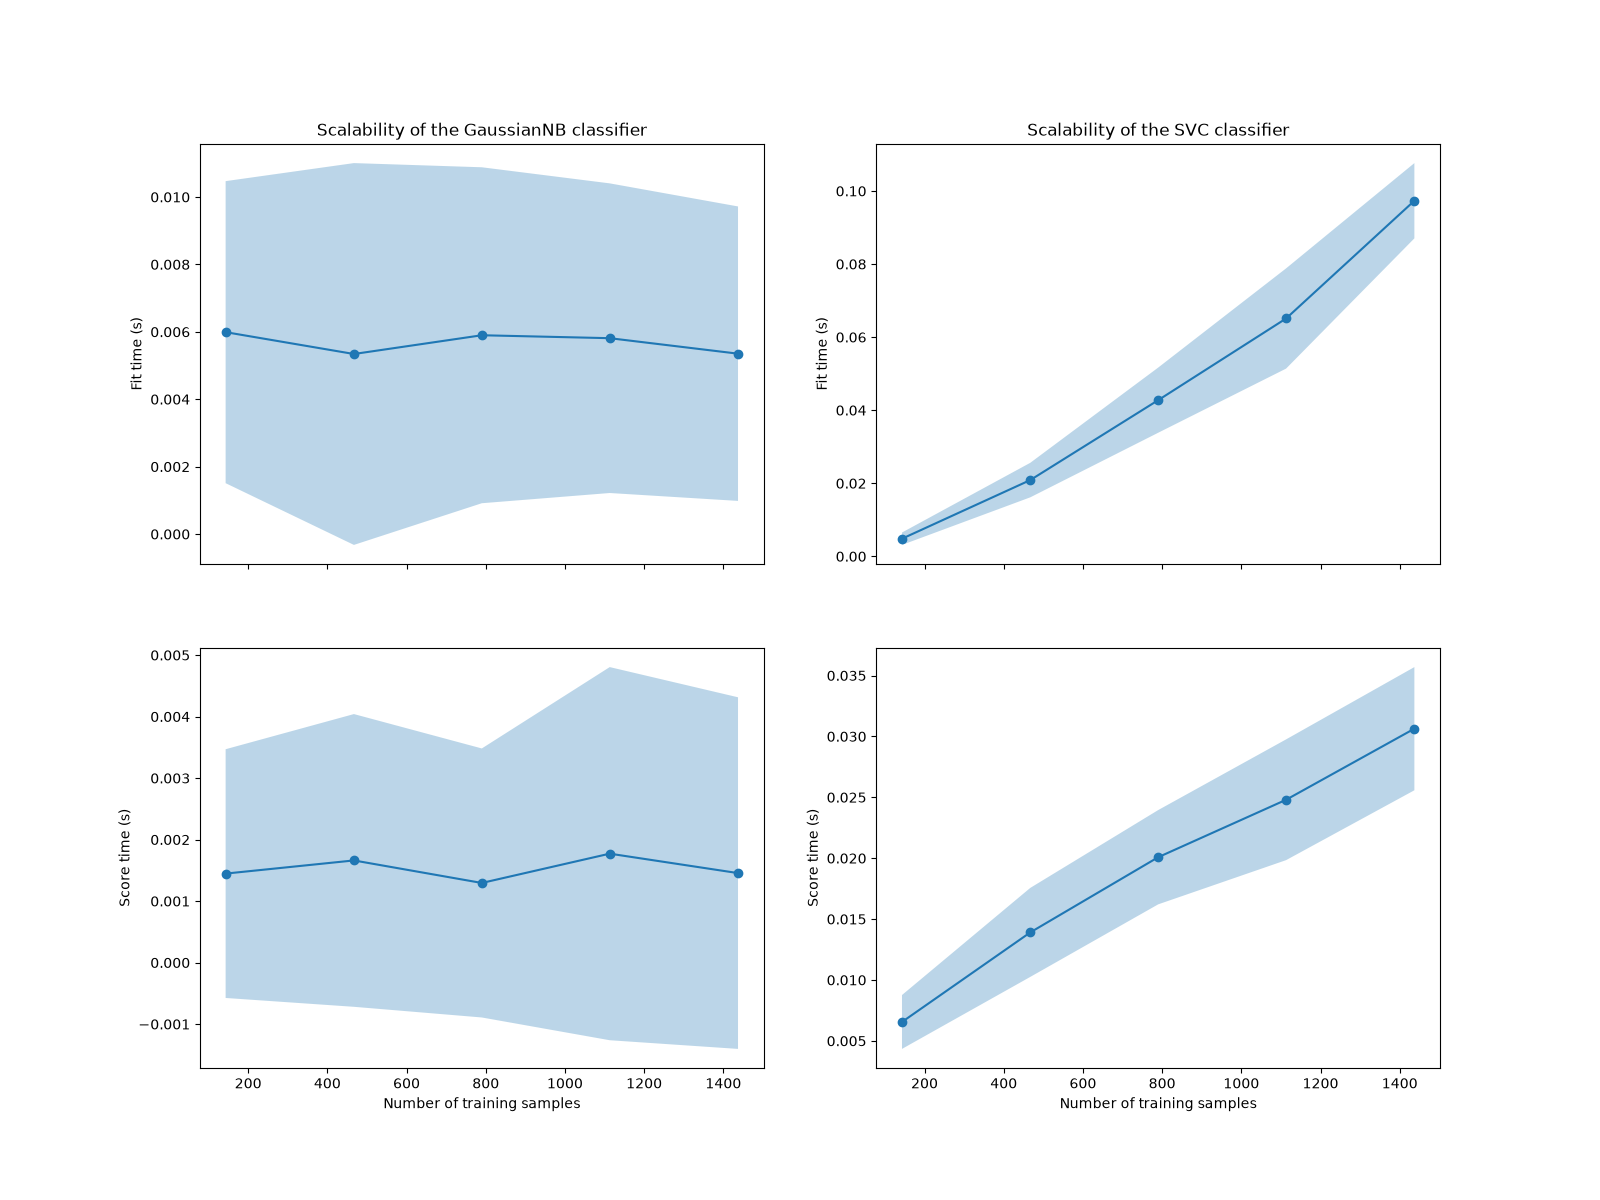 Scalability of the GaussianNB classifier
Fit time (s)
0.010
0.008
0.006
0.004
0.002
0.000
Scalability of the SVC classifier
Fit time (s)
0.10
0.08
0.06
0.04
0.02
0.00
Score time (s)
0.005
0.004
0.003
0.002
0.001
0.000
−0.001
200 400 600 800 1000 1200 1400
Number of training samples
Score time (s)
0.035
0.030
0.025
0.020
0.015
0.010
0.005
200 400 600 800 1000 1200 1400
Number of training samples